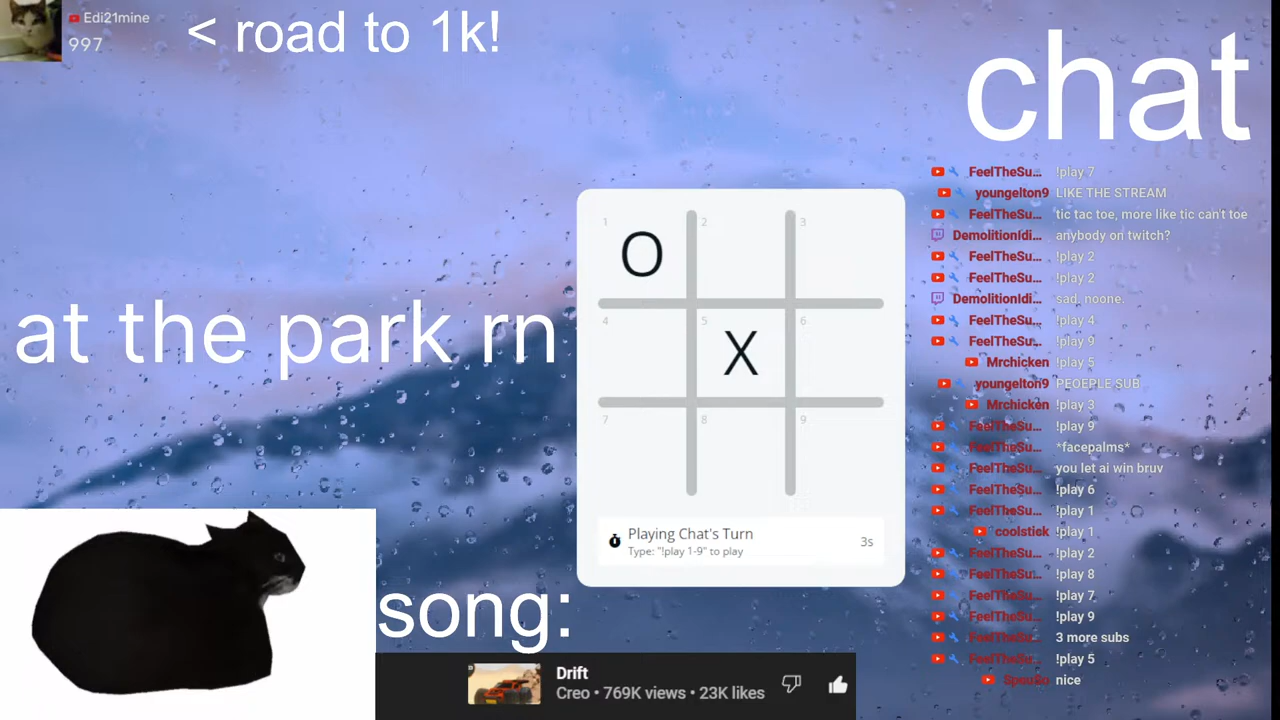 Edi21mine
997
< road to 1k!
chat
FeelTheSu... !play 7
youngelton9 LIKE THE STREAM
FeelTheSu... tic tac toe, more like tic can't toe
DemolitionIdi... anybody on twitch?
FeelTheSu... !play 2
FeelTheSu... !play 2
DemolitionIdi... sad, noone.
FeelTheSu... !play 4
FeelTheSu... !play 9
Mrchicken !play 5
youngelton9 PEOEPLE SUB
Mrchicken !play 3
FeelTheSu... !play 9
FeelTheSu... *facepalms*
FeelTheSu... you let ai win bruv
FeelTheSu... !play 6
FeelTheSu... !play 1
coolstick !play 1
FeelTheSu... !play 2
FeelTheSu... !play 8
FeelTheSu... !play 7
FeelTheSu... !play 9
FeelTheSu... 3 more subs
FeelTheSu... !play 5
nice
1 O 2 3
4 5 X 6
7 8 9
Playing Chat's Turn
Type: "!play 1-9" to play
3s
at the park rn
song:
Drift
Creo • 769K views • 23K likes